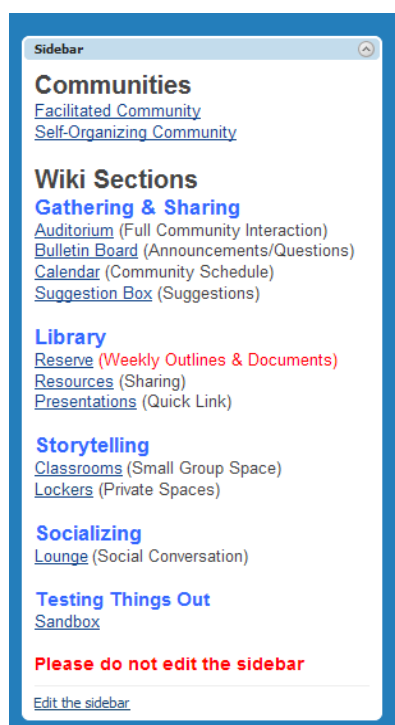 Sidebar
Communities
Facilitated Community
Self-Organizing Community
Wiki Sections
Gathering & Sharing
Auditorium (Full Community Interaction)
Bulletin Board (Announcements/Questions)
Calendar (Community Schedule)
Suggestion Box (Suggestions)
Library
Reserve (Weekly Outlines & Documents)
Resources (Sharing)
Presentations (Quick Link)
Storytelling
Classrooms (Small Group Space)
Lockers (Private Spaces)
Socializing
Lounge (Social Conversation)
Testing Things Out
Sandbox
Please do not edit the sidebar
Edit the sidebar